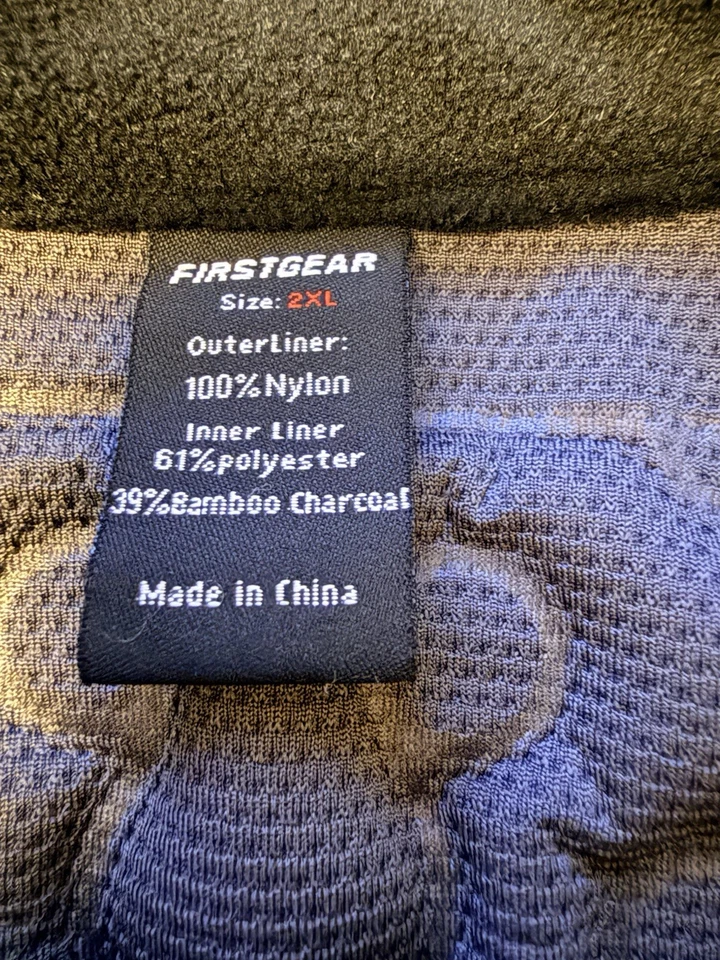 FIRSTGEAR
Size: 2XL
OuterLiner:
100%Nylon
Inner Liner
61%polyester
39%Bamboo Charcoal
Made in China